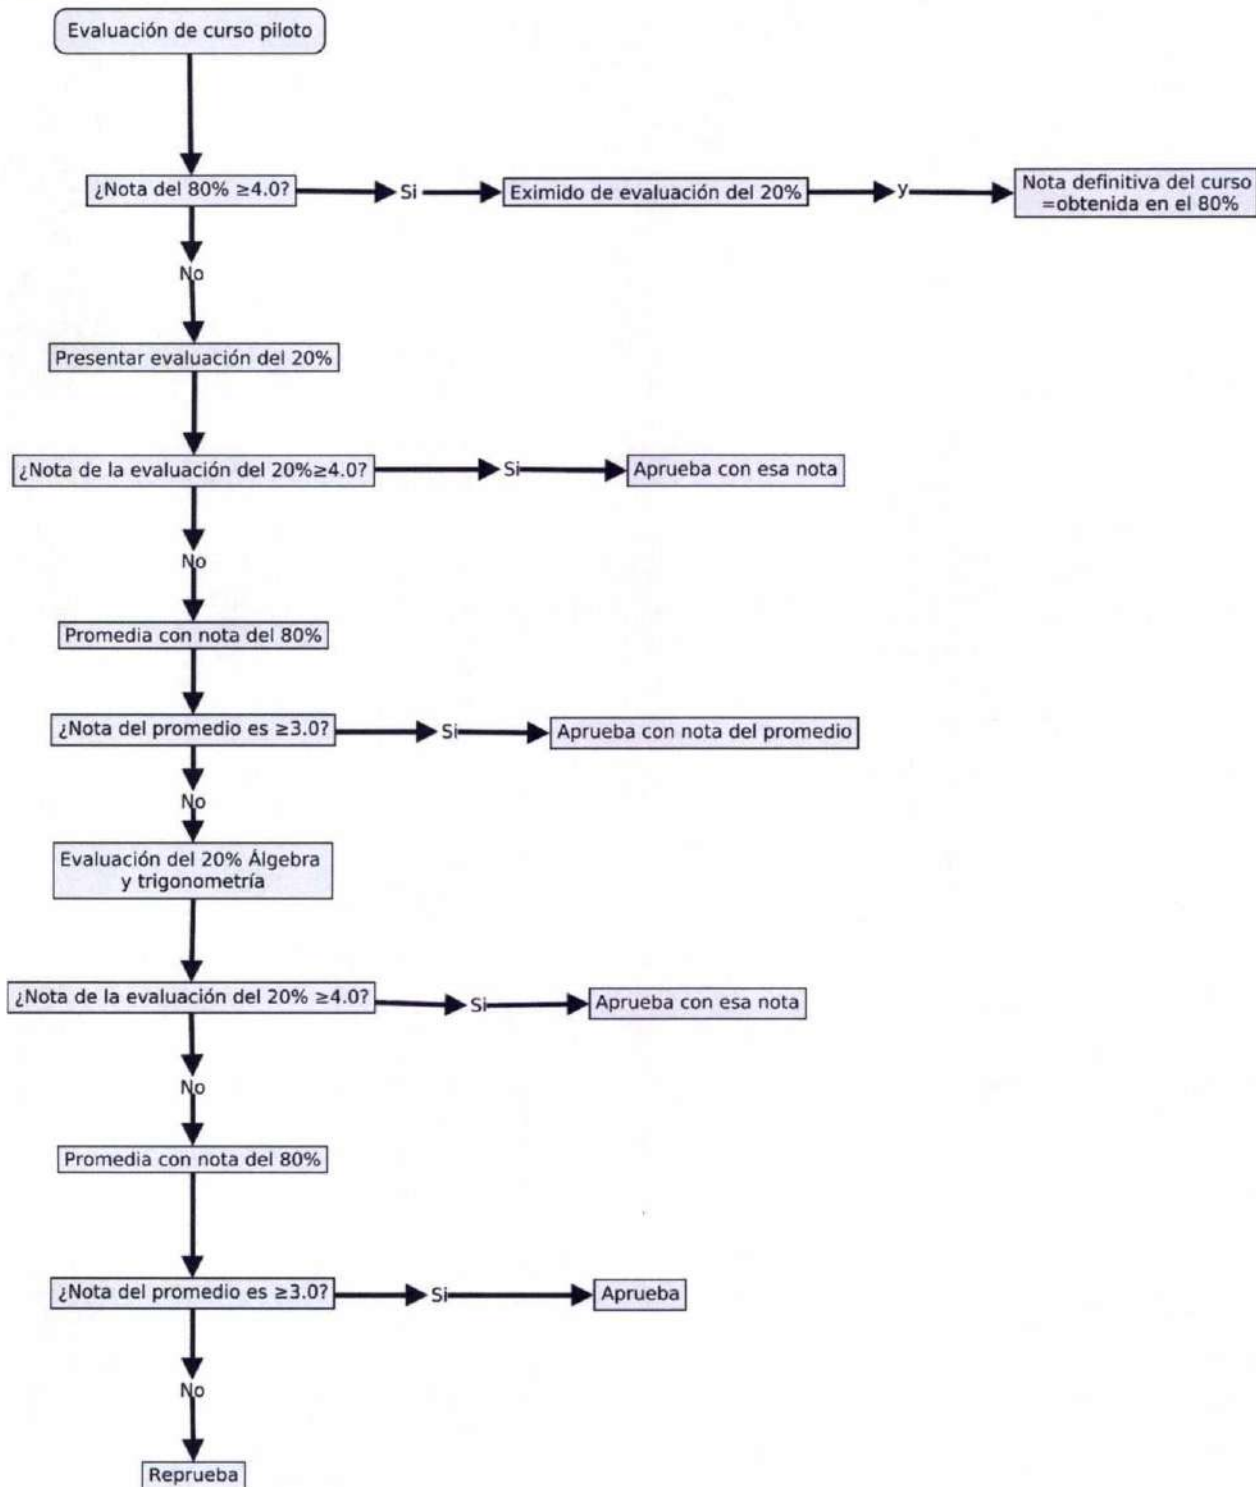 Evaluación de curso piloto
¿Nota del 80% ≥4.0?
Si
Eximido de evaluación del 20%
y
Nota definitiva del curso
=obtenida en el 80%
No
Presentar evaluación del 20%
¿Nota de la evaluación del 20%≥4.0?
Si
Aprueba con esa nota
No
Promedia con nota del 80%
¿Nota del promedio es ≥3.0?
Si
Aprueba con nota del promedio
No
Evaluación del 20% Álgebra
y trigonometría
¿Nota de la evaluación del 20% ≥4.0?
Si
Aprueba con esa nota
No
Promedia con nota del 80%
¿Nota del promedio es ≥3.0?
Si
Aprueba
No
Reprueba